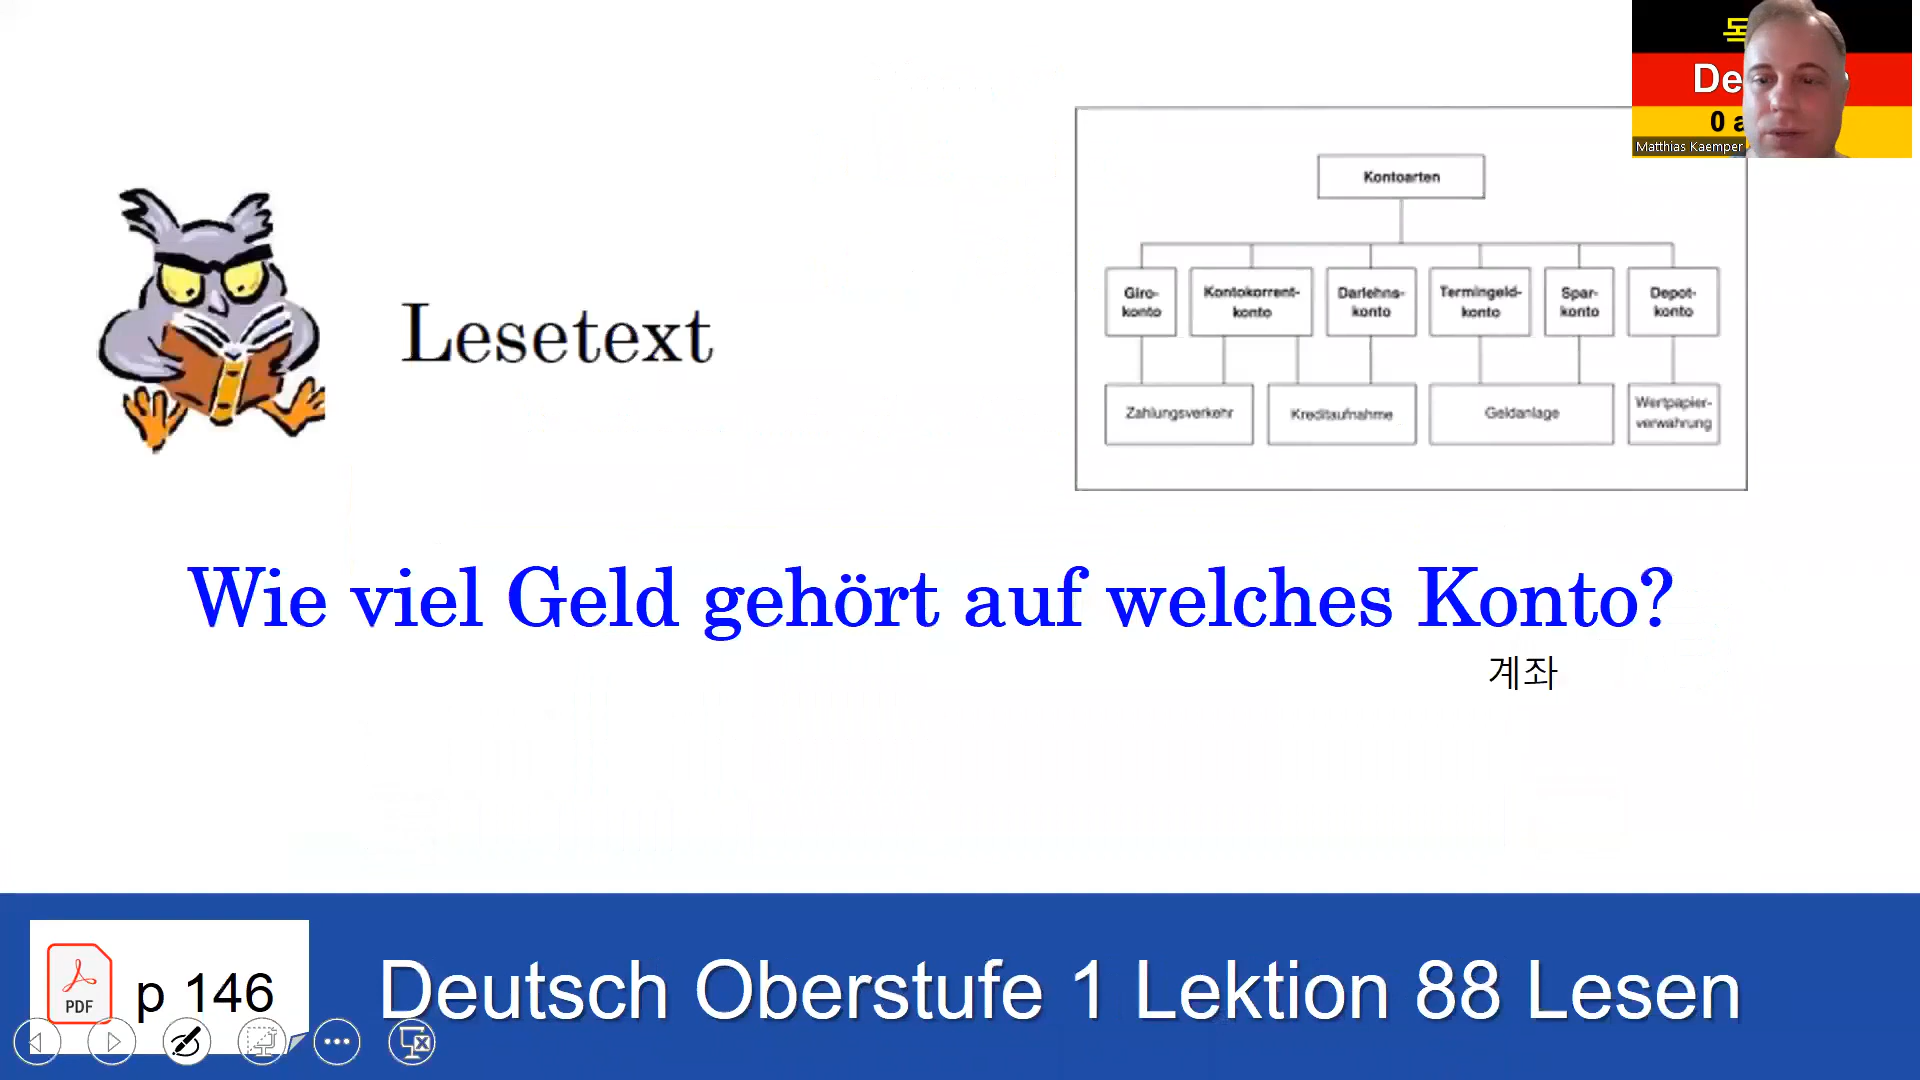 독
De
0 a
Matthias Kaemper
Kontoarten
Giro-
konto
Kontokorrent-
konto
Darlehns-
konto
Termingeld-
konto
Spar-
konto
Depot-
konto
Zahlungsverkehr
Kreditaufnahme
Geldanlage
Wertpapier-
verwahrung
Lesetext
Wie viel Geld gehört auf welches Konto?
계좌
PDF
p 146
Deutsch Oberstufe 1 Lektion 88 Lesen